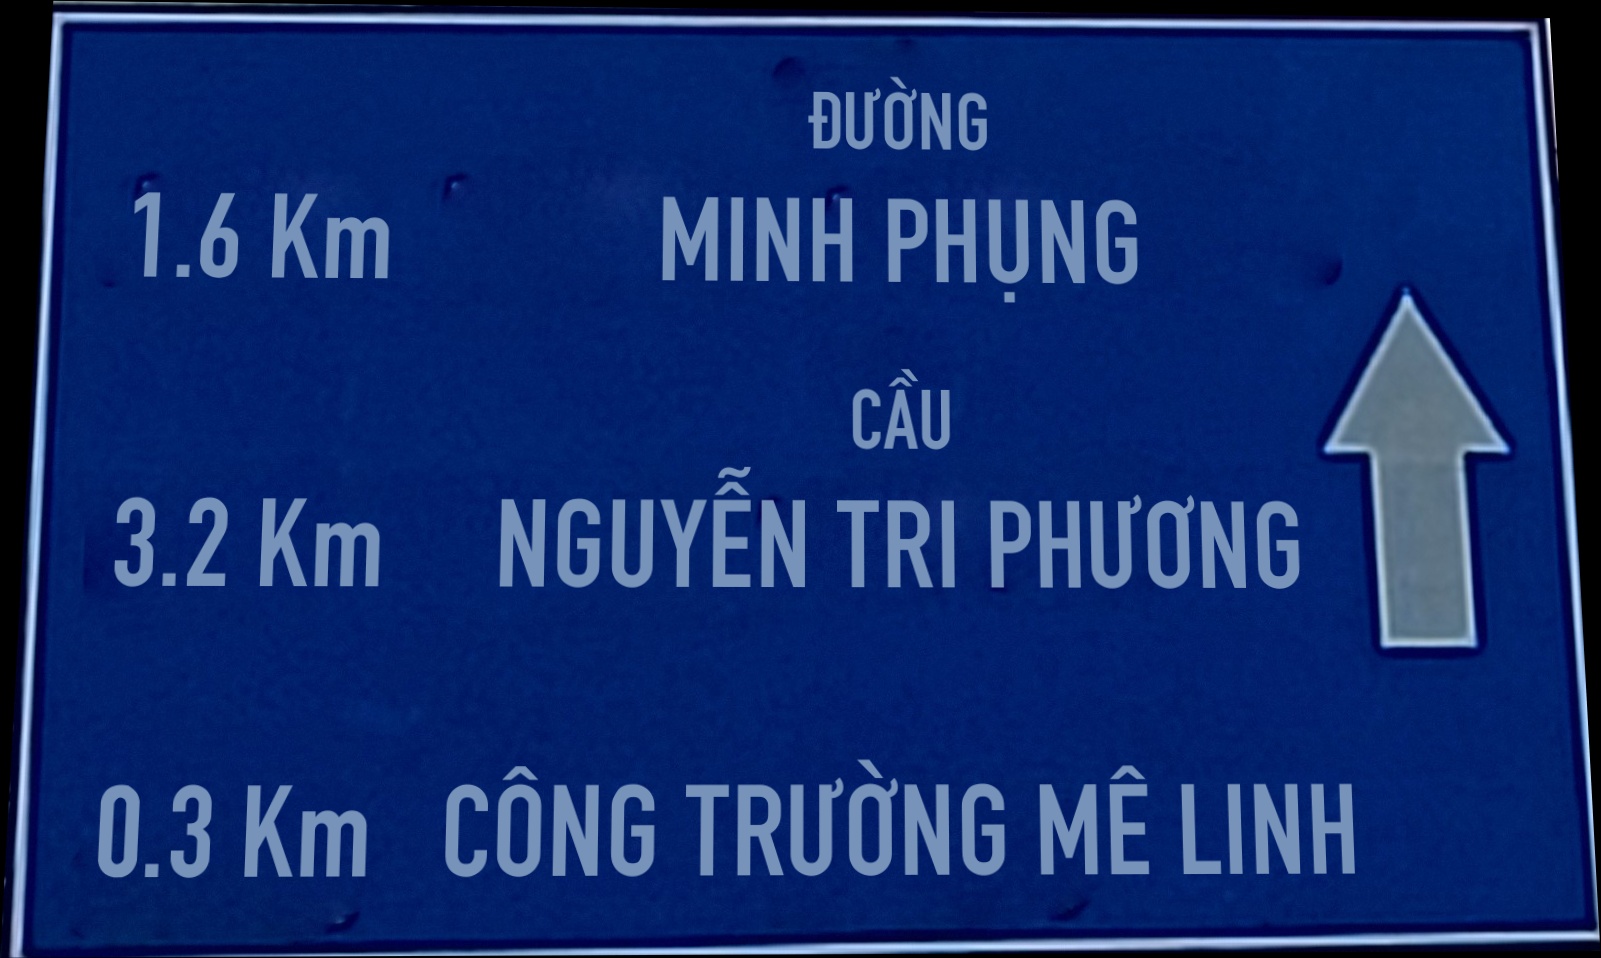 ĐƯỜNG
1.6 Km MINH PHỤNG
CẦU
3.2 Km NGUYỄN TRI PHƯƠNG
0.3 Km CÔNG TRƯỜNG MÊ LINH